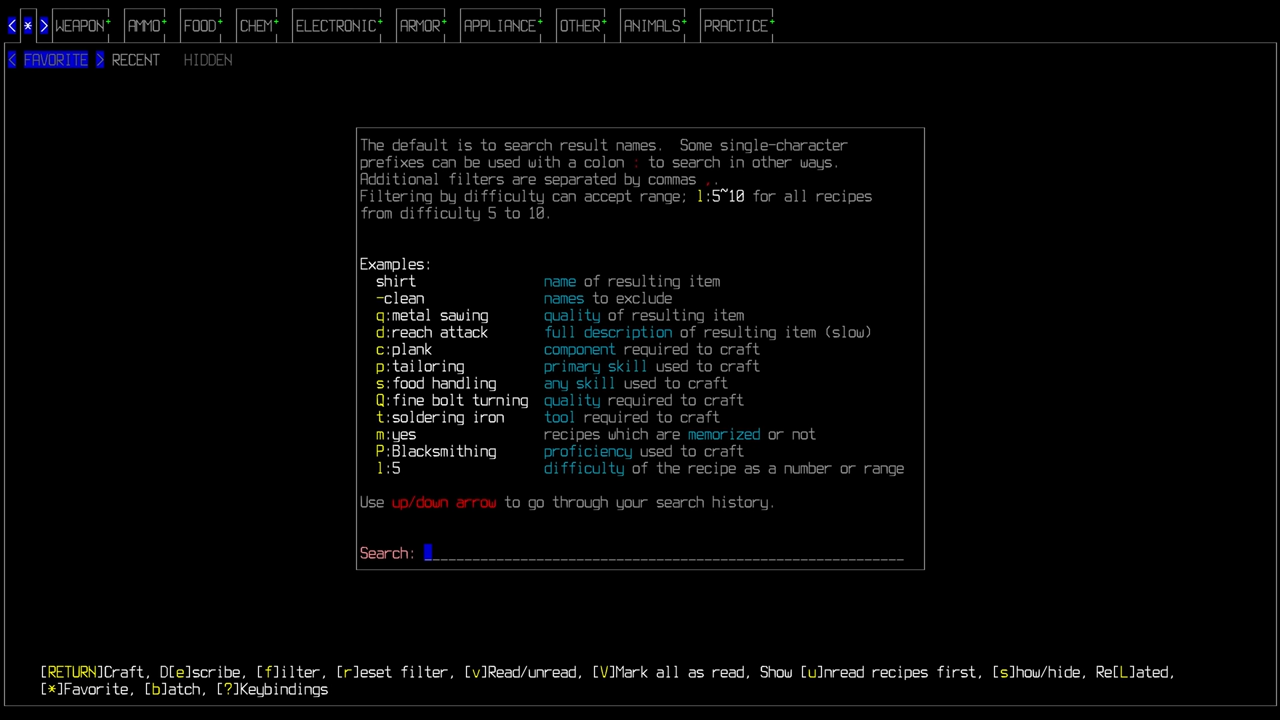 < * > WEAPON+ AMMO+ FOOD+ CHEM+ ELECTRONIC+ ARMOR+ APPLIANCE+ OTHER+ ANIMALS+ PRACTICE+
< FAVORITE > RECENT HIDDEN
The default is to search result names. Some single-character
prefixes can be used with a colon : to search in other ways.
Additional filters are separated by commas ,.
Filtering by difficulty can accept range; l:5~10 for all recipes
from difficulty 5 to 10.
Examples:
shirt name of resulting item
-clean names to exclude
q:metal sawing quality of resulting item
d:reach attack full description of resulting item (slow)
c:plank component required to craft
p:tailoring primary skill used to craft
s:food handling any skill used to craft
Q:fine bolt turning quality required to craft
t:soldering iron tool required to craft
m:yes recipes which are memorized or not
P:Blacksmithing proficiency used to craft
l:5 difficulty of the recipe as a number or range
Use up/down arrow to go through your search history.
Search: _
[RETURN]Craft, D[e]scribe, [f]ilter, [r]eset filter, [v]Read/unread, [V]Mark all as read, Show [u]nread recipes first, [s]how/hide, Re[L]ated,
[*]Favorite, [b]atch, [?]Keybindings